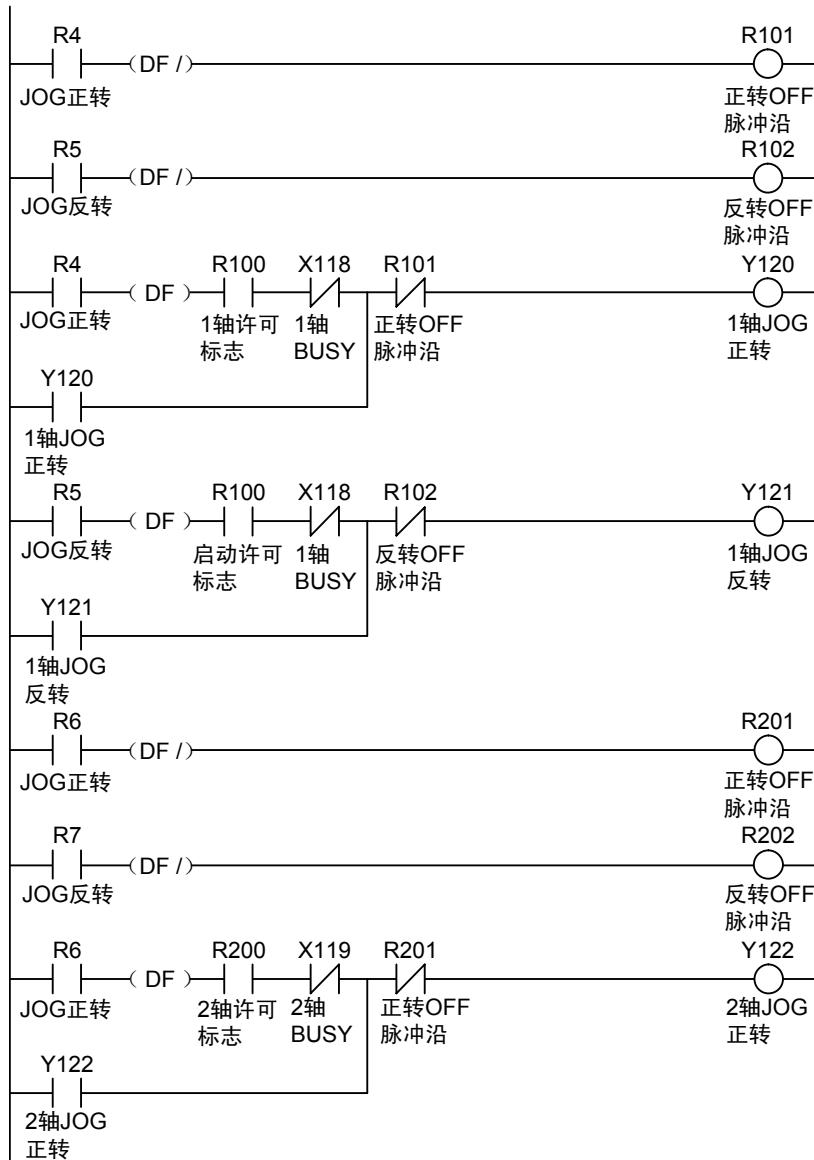 R4 R101
（DF /）
JOG正转 正转OFF
脉冲沿
R5 R102
（DF /）
JOG反转 反转OFF
脉冲沿
R4 R100 X118 R101 Y120
（ DF ）
JOG正转 1轴许可 1轴 正转OFF 1轴JOG
标志 BUSY 脉冲沿 正转
Y120
1轴JOG
正转
R5 R100 X118 R102 Y121
（ DF ）
JOG反转 启动许可 1轴 反转OFF 1轴JOG
标志 BUSY 脉冲沿 反转
Y121
1轴JOG
反转
R6 R201
（DF /）
JOG正转 正转OFF
脉冲沿
R7 R202
（DF /）
JOG反转 反转OFF
脉冲沿
R6 R200 X119 R201 Y122
（ DF ）
JOG正转 2轴许可 2轴 正转OFF 2轴JOG
标志 BUSY 脉冲沿 正转
Y122
2轴JOG
正转